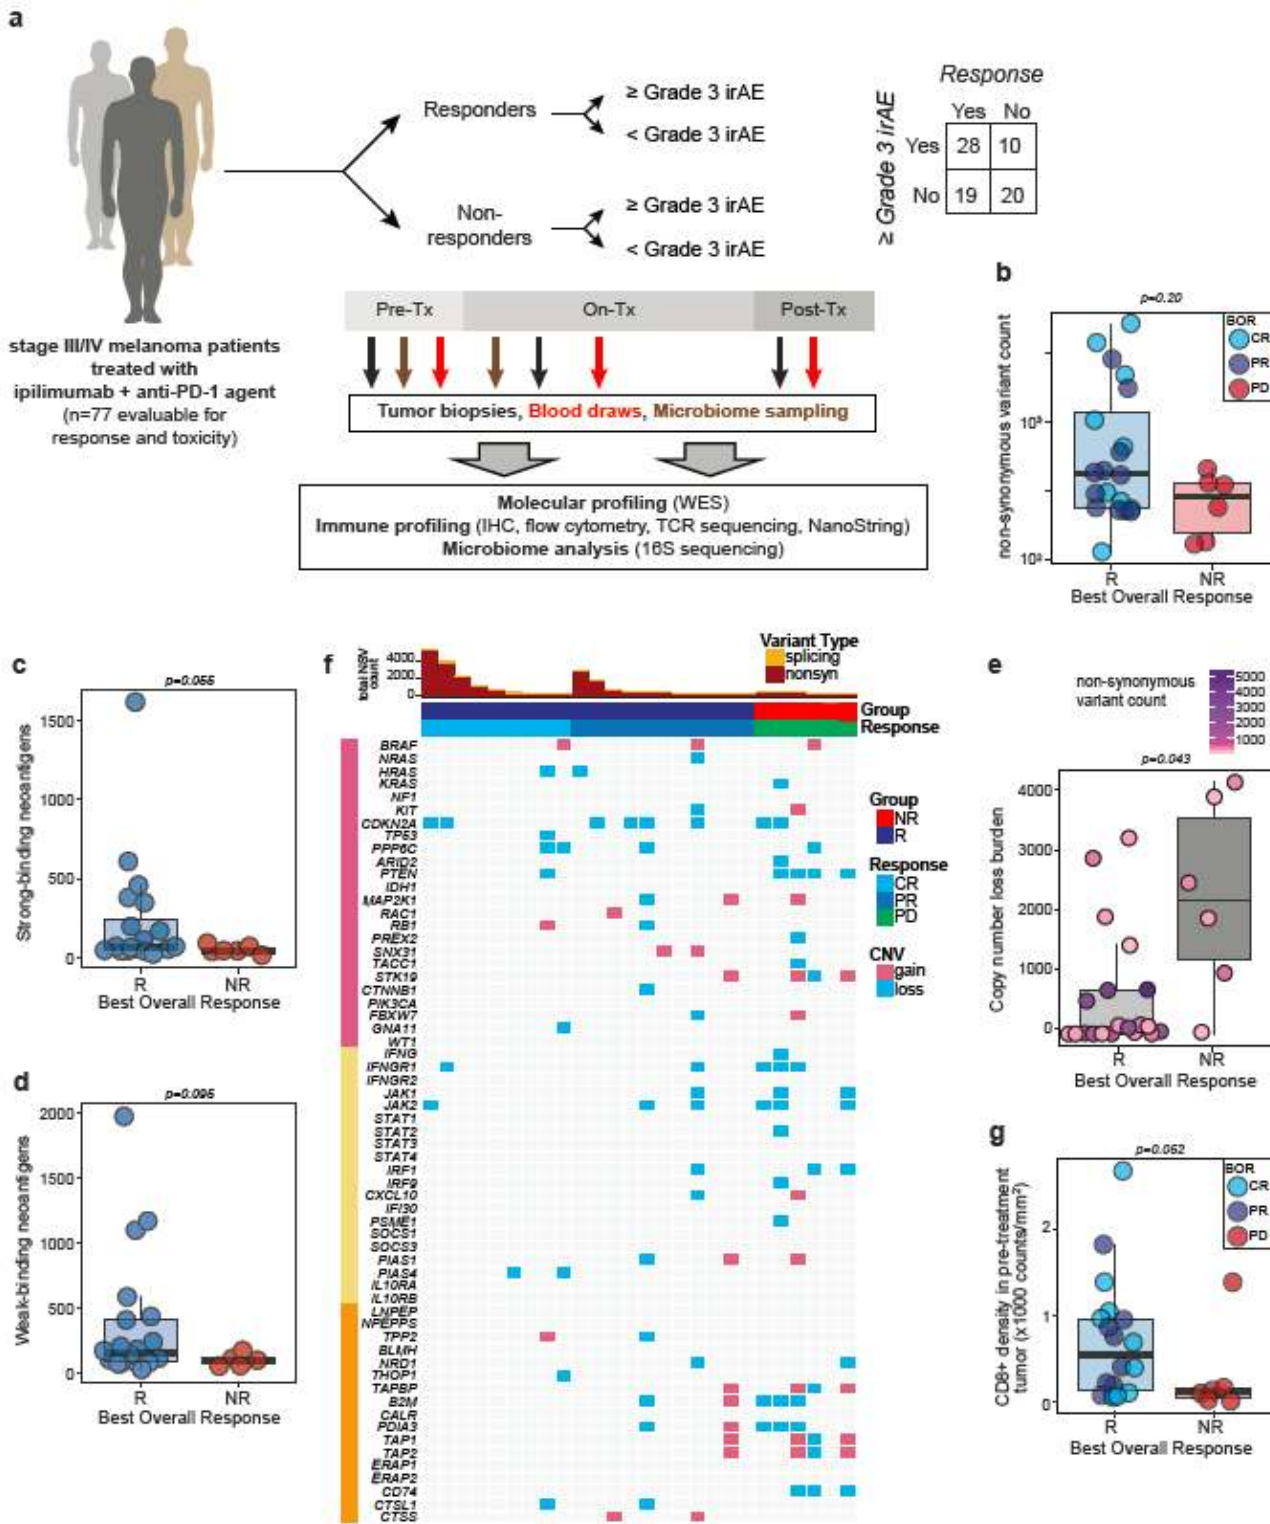 a
Response
Yes No
≥ Grade 3 irAE
Yes 28 10
No 19 20
Responders
≥ Grade 3 irAE
< Grade 3 irAE
Non-
responders
≥ Grade 3 irAE
< Grade 3 irAE
stage III/IV melanoma patients
treated with
ipilimumab + anti-PD-1 agent
(n=77 evaluable for
response and toxicity)
Pre-Tx On-Tx Post-Tx
Tumor biopsies, Blood draws, Microbiome sampling
Molecular profiling (WES)
Immune profiling (IHC, flow cytometry, TCR sequencing, NanoString)
Microbiome analysis (16S sequencing)
b
p=0.20
non-synonymous variant count
BOR
CR
PR
PD
10³
10²
R NR
Best Overall Response
c
p=0.055
Strong-binding neoantigens
1500
1000
500
0
R NR
Best Overall Response
d
p=0.095
Weak-binding neoantigens
2000
1500
1000
500
0
R NR
Best Overall Response
f
total NSV
count
4000
2000
0
Variant Type
splicing
nonsyn
Group
Response
BRAF
NRAS
HRAS
KRAS
NF1
KIT
CDKN2A
TP53
PPP6C
ARID2
PTEN
IDH1
MAP2K1
RAC1
RB1
PREX2
SNX31
TACC1
STK19
CTNNB1
PIK3CA
FBXW7
GNA11
WT1
IFNG
IFNGR1
IFNGR2
JAK1
JAK2
STAT1
STAT2
STAT3
STAT4
IRF1
IRF9
CXCL10
IFI30
PSME1
SOCS1
SOCS3
PIAS1
PIAS4
IL10RA
IL10RB
LNPEP
NPEPPS
TPP2
BLMH
NRD1
THOP1
TAPBP
B2M
CALR
PDIA3
TAP1
TAP2
ERAP1
ERAP2
CD74
CTSL1
CTSS
Group
NR
R
Response
CR
PR
PD
CNV
gain
loss
e
non-synonymous
variant count
5000
4000
3000
2000
1000
p=0.043
Copy number loss burden
4000
3000
2000
1000
0
R NR
Best Overall Response
g
p=0.052
CD8+ density in pre-treatment
tumor (x1000 counts/mm²)
BOR
CR
PR
PD
2
1
0
R NR
Best Overall Response